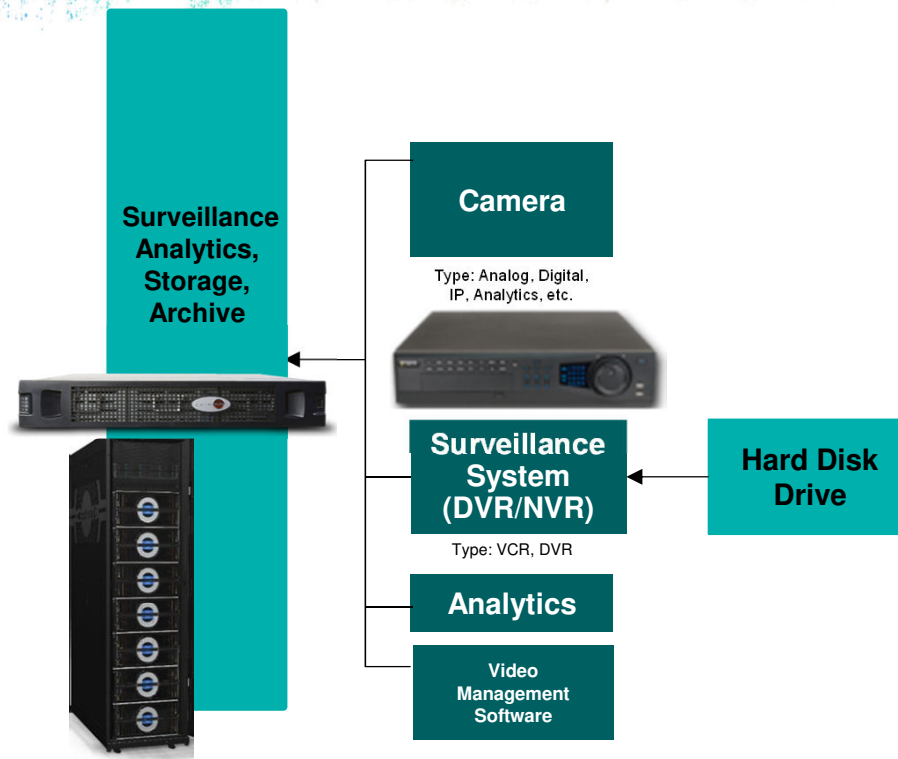 Surveillance
Analytics,
Storage,
Archive
Camera
Type: Analog, Digital,
IP, Analytics, etc.
Surveillance
System
(DVR/NVR)
Type: VCR, DVR
Hard Disk
Drive
Analytics
Video
Management
Software